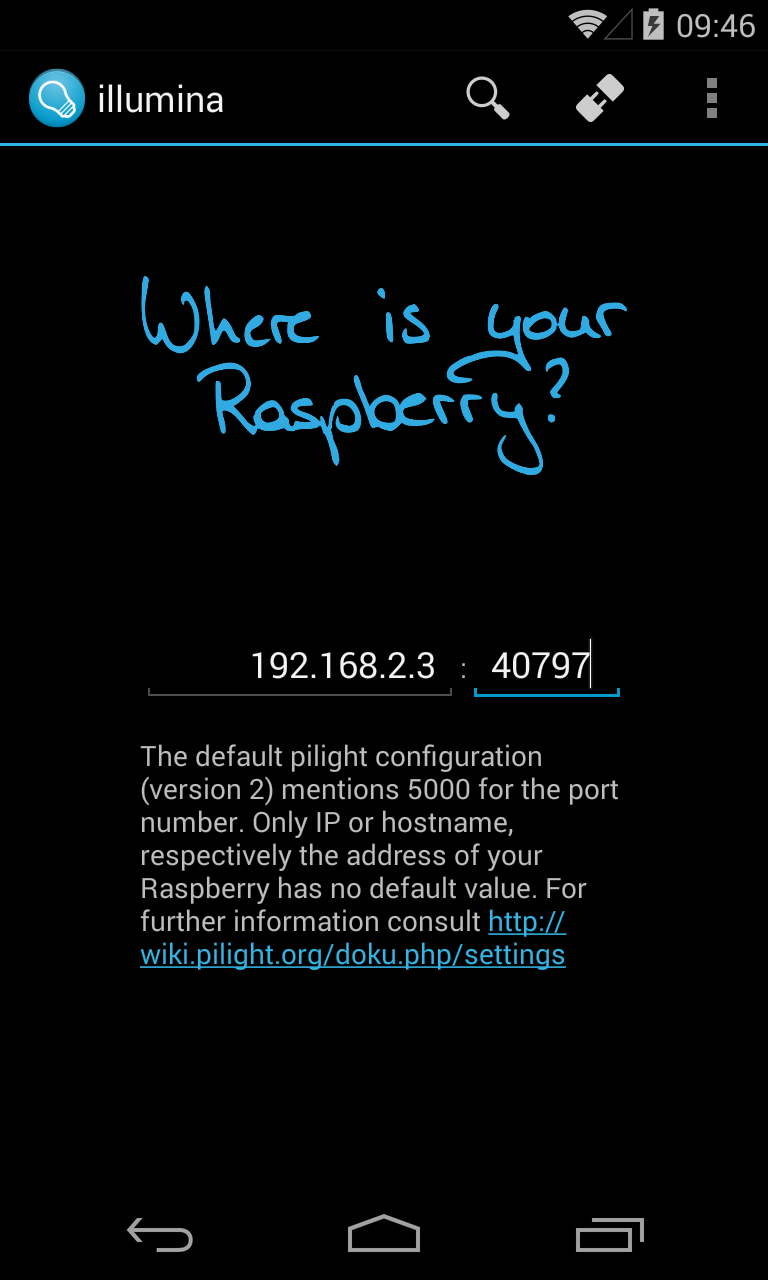 09:46
illumina
Where is your
Raspberry?
192.168.2.3 : 40797
The default pilight configuration
(version 2) mentions 5000 for the port
number. Only IP or hostname,
respectively the address of your
Raspberry has no default value. For
further information consult http://
wiki.pilight.org/doku.php/settings